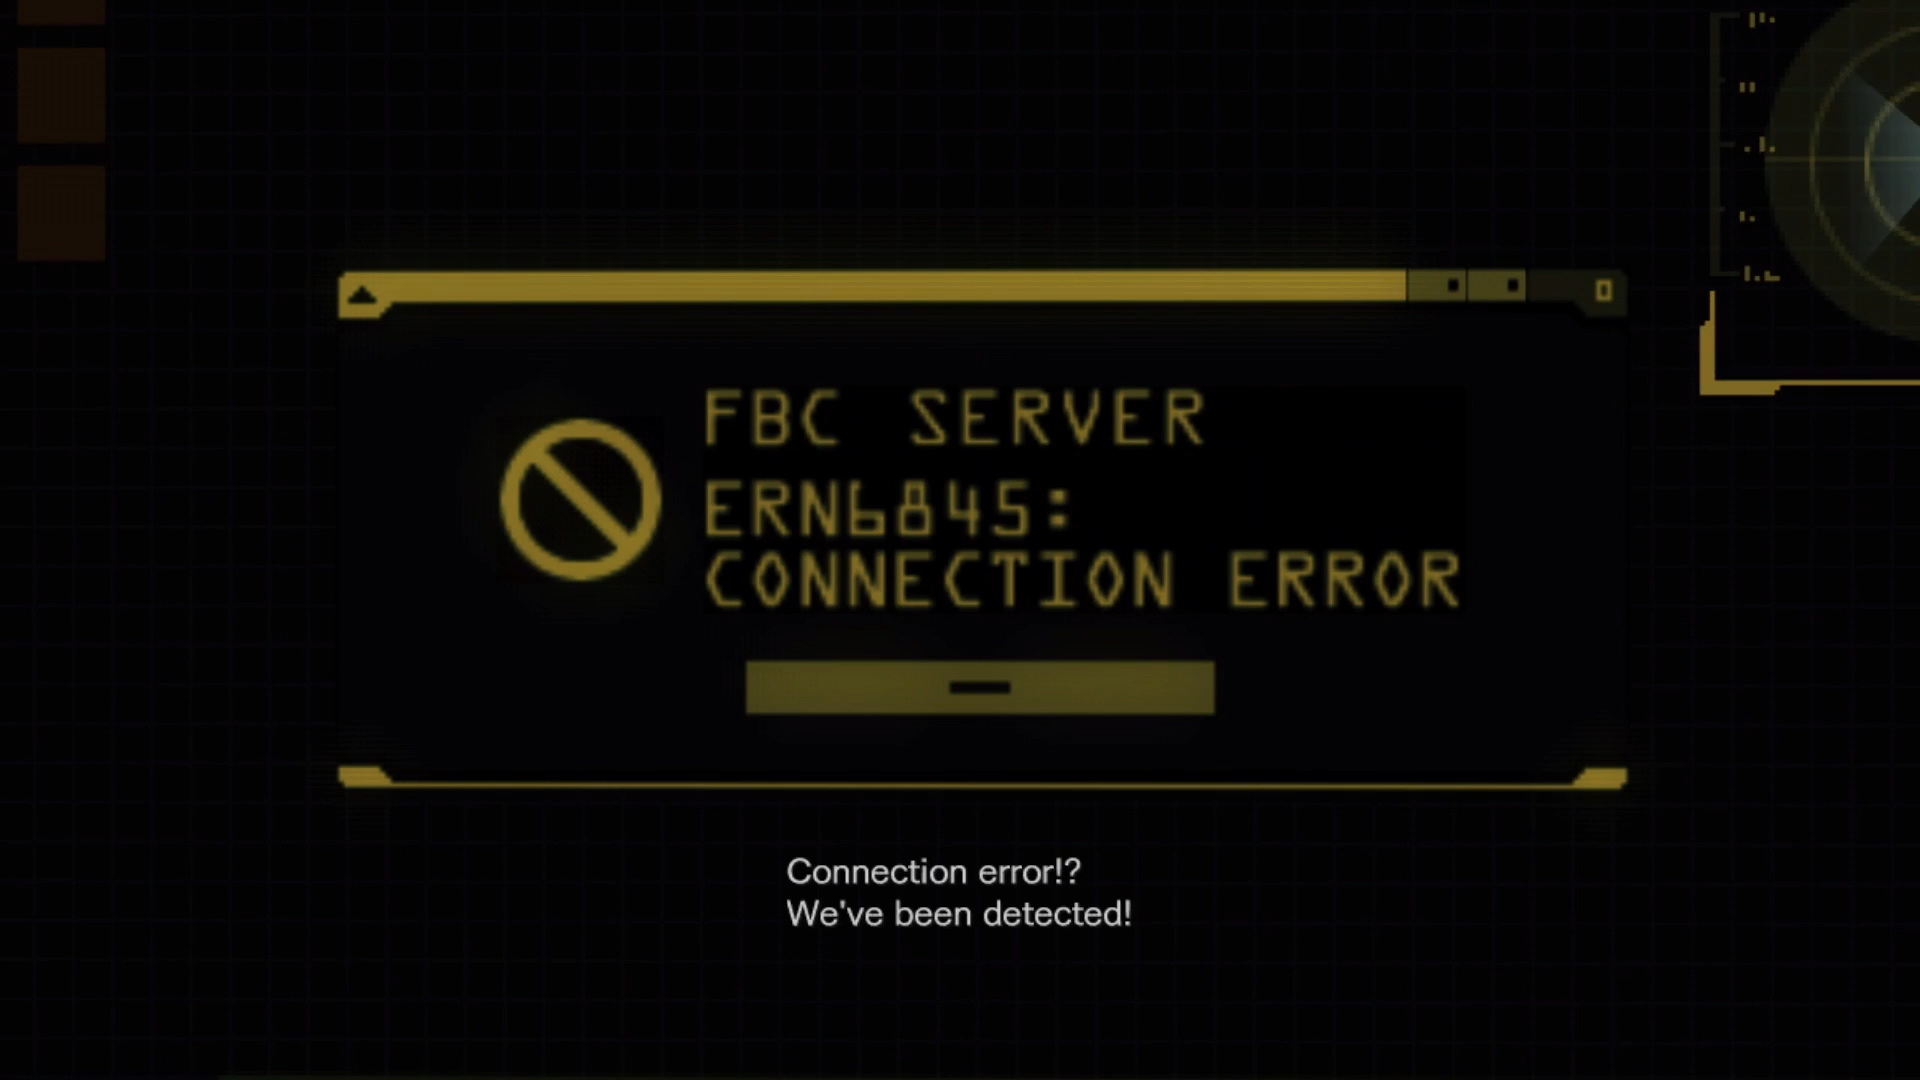 FBC SERVER
ERN6845:
CONNECTION ERROR
Connection error!?
We've been detected!